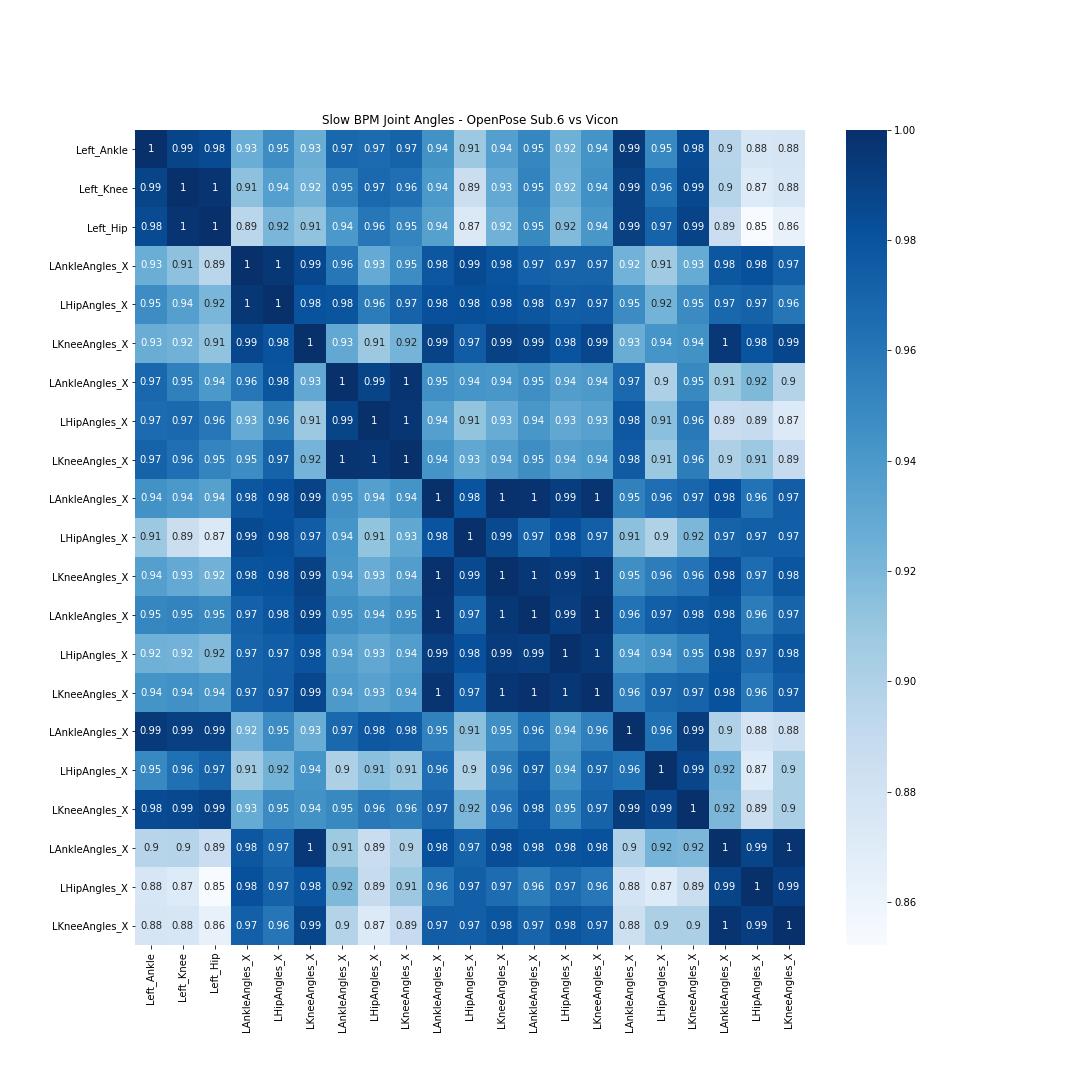 Slow BPM Joint Angles - OpenPose Sub.6 vs Vicon
Left_Ankle 1 0.99 0.98 0.93 0.95 0.93 0.97 0.97 0.97 0.94 0.91 0.94 0.95 0.92 0.94 0.99 0.95 0.98 0.9 0.88 0.88
Left_Knee 0.99 1 1 0.91 0.94 0.92 0.95 0.97 0.96 0.94 0.89 0.93 0.95 0.92 0.94 0.99 0.96 0.99 0.9 0.87 0.88
Left_Hip 0.98 1 1 0.89 0.92 0.91 0.94 0.96 0.95 0.94 0.87 0.92 0.95 0.92 0.94 0.99 0.97 0.99 0.89 0.85 0.86
LAnkleAngles_X 0.93 0.91 0.89 1 1 0.99 0.96 0.93 0.95 0.98 0.99 0.98 0.97 0.97 0.97 0.92 0.91 0.93 0.98 0.98 0.97
LHipAngles_X 0.95 0.94 0.92 1 1 0.98 0.98 0.96 0.97 0.98 0.98 0.98 0.98 0.97 0.97 0.95 0.92 0.95 0.97 0.97 0.96
LKneeAngles_X 0.93 0.92 0.91 0.99 0.98 1 0.93 0.91 0.92 0.99 0.97 0.99 0.99 0.98 0.99 0.93 0.94 0.94 1 0.98 0.99
LAnkleAngles_X 0.97 0.95 0.94 0.96 0.98 0.93 1 0.99 1 0.95 0.94 0.94 0.95 0.94 0.94 0.97 0.9 0.95 0.91 0.92 0.9
LHipAngles_X 0.97 0.97 0.96 0.93 0.96 0.91 0.99 1 1 0.94 0.91 0.93 0.94 0.93 0.93 0.98 0.91 0.96 0.89 0.89 0.87
LKneeAngles_X 0.97 0.96 0.95 0.95 0.97 0.92 1 1 1 0.94 0.93 0.94 0.95 0.94 0.94 0.98 0.91 0.96 0.9 0.91 0.89
LAnkleAngles_X 0.94 0.94 0.94 0.98 0.98 0.99 0.95 0.94 0.94 1 0.98 1 1 0.99 1 0.95 0.96 0.97 0.98 0.96 0.97
LHipAngles_X 0.91 0.89 0.87 0.99 0.98 0.97 0.94 0.91 0.93 0.98 1 0.99 0.97 0.98 0.97 0.91 0.9 0.92 0.97 0.97 0.97
LKneeAngles_X 0.94 0.93 0.92 0.98 0.98 0.99 0.94 0.93 0.94 1 0.99 1 1 0.99 1 0.95 0.96 0.96 0.98 0.97 0.98
LAnkleAngles_X 0.95 0.95 0.95 0.97 0.98 0.99 0.95 0.94 0.95 1 0.97 1 1 0.99 1 0.96 0.97 0.98 0.98 0.96 0.97
LHipAngles_X 0.92 0.92 0.92 0.97 0.97 0.98 0.94 0.93 0.94 0.99 0.98 0.99 0.99 1 1 0.94 0.94 0.95 0.98 0.97 0.98
LKneeAngles_X 0.94 0.94 0.94 0.97 0.97 0.99 0.94 0.93 0.94 1 0.97 1 1 1 1 0.96 0.97 0.97 0.98 0.96 0.97
LAnkleAngles_X 0.99 0.99 0.99 0.92 0.95 0.93 0.97 0.98 0.98 0.95 0.91 0.95 0.96 0.94 0.96 1 0.96 0.99 0.9 0.88 0.88
LHipAngles_X 0.95 0.96 0.97 0.91 0.92 0.94 0.9 0.91 0.91 0.96 0.9 0.96 0.97 0.94 0.97 0.96 1 0.99 0.92 0.87 0.9
LKneeAngles_X 0.98 0.99 0.99 0.93 0.95 0.94 0.95 0.96 0.96 0.97 0.92 0.96 0.98 0.95 0.97 0.99 0.99 1 0.92 0.89 0.9
LAnkleAngles_X 0.9 0.9 0.89 0.98 0.97 1 0.91 0.89 0.9 0.98 0.97 0.98 0.98 0.98 0.98 0.9 0.92 0.92 1 0.99 1
LHipAngles_X 0.88 0.87 0.85 0.98 0.97 0.98 0.92 0.89 0.91 0.96 0.97 0.97 0.96 0.97 0.96 0.88 0.87 0.89 0.99 1 0.99
LKneeAngles_X 0.88 0.88 0.86 0.97 0.96 0.99 0.9 0.87 0.89 0.97 0.97 0.98 0.97 0.98 0.97 0.88 0.9 0.9 1 0.99 1
Left_Ankle
Left_Knee
Left_Hip
LAnkleAngles_X
LHipAngles_X
LKneeAngles_X
LAnkleAngles_X
LHipAngles_X
LKneeAngles_X
LAnkleAngles_X
LHipAngles_X
LKneeAngles_X
LAnkleAngles_X
LHipAngles_X
LKneeAngles_X
LAnkleAngles_X
LHipAngles_X
LKneeAngles_X
LAnkleAngles_X
LHipAngles_X
LKneeAngles_X
1.00
0.98
0.96
0.94
0.92
0.90
0.88
0.86